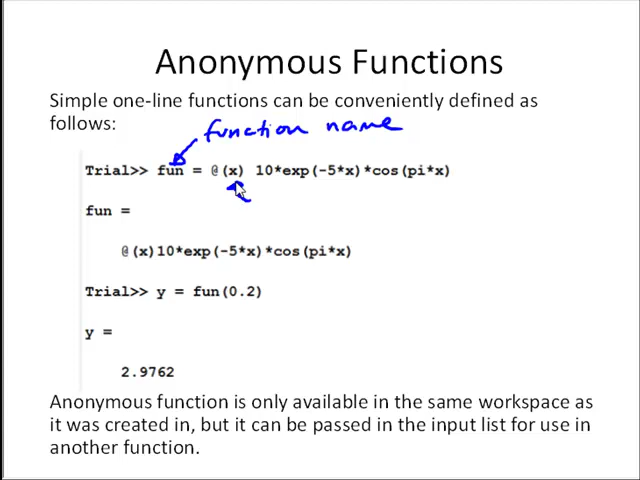 Anonymous Functions
Simple one-line functions can be conveniently defined as
follows:
function name
Trial>> fun = @(x) 10*exp(-5*x)*cos(pi*x)
fun =
@(x)10*exp(-5*x)*cos(pi*x)
Trial>> y = fun(0.2)
y =
2.9762
Anonymous function is only available in the same workspace as
it was created in, but it can be passed in the input list for use in
another function.